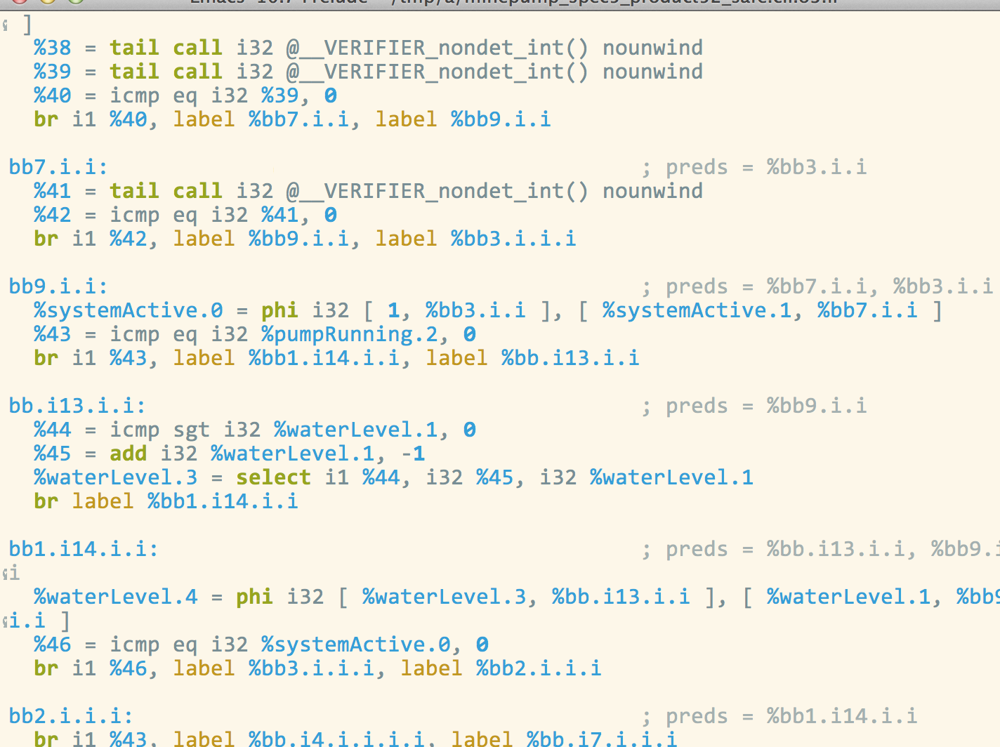 ]
%38 = tail call i32 @__VERIFIER_nondet_int() nounwind
%39 = tail call i32 @__VERIFIER_nondet_int() nounwind
%40 = icmp eq i32 %39, 0
br i1 %40, label %bb7.i.i, label %bb9.i.i
bb7.i.i: ; preds = %bb3.i.i
%41 = tail call i32 @__VERIFIER_nondet_int() nounwind
%42 = icmp eq i32 %41, 0
br i1 %42, label %bb9.i.i, label %bb3.i.i.i
bb9.i.i: ; preds = %bb7.i.i, %bb3.i.i
%systemActive.0 = phi i32 [ 1, %bb3.i.i ], [ %systemActive.1, %bb7.i.i ]
%43 = icmp eq i32 %pumpRunning.2, 0
br i1 %43, label %bb1.i14.i.i, label %bb.i13.i.i
bb.i13.i.i: ; preds = %bb9.i.i
%44 = icmp sgt i32 %waterLevel.1, 0
%45 = add i32 %waterLevel.1, -1
%waterLevel.3 = select i1 %44, i32 %45, i32 %waterLevel.1
br label %bb1.i14.i.i
bb1.i14.i.i: ; preds = %bb.i13.i.i, %bb9.i
i
%waterLevel.4 = phi i32 [ %waterLevel.3, %bb.i13.i.i ], [ %waterLevel.1, %bb9
i.i ]
%46 = icmp eq i32 %systemActive.0, 0
br i1 %46, label %bb3.i.i.i, label %bb2.i.i.i
bb2.i.i.i: ; preds = %bb1.i14.i.i
br i1 %43, label %bb.i4.i.i.i.i, label %bb.i7.i.i.i